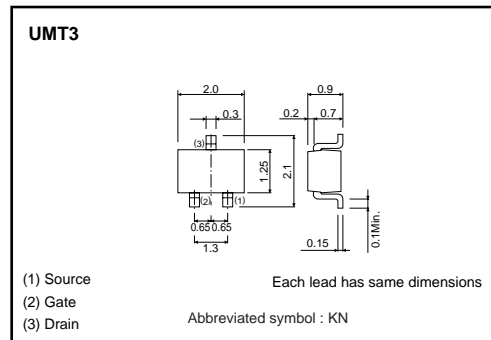 UMT3
2.0
0.9
0.3
0.2
0.7
(3)
1.25
2.1
(2)
(1)
0.65
0.65
0.15
0.1Min.
1.3
(1) Source
Each lead has same dimensions
(2) Gate
(3) Drain
Abbreviated symbol : KN